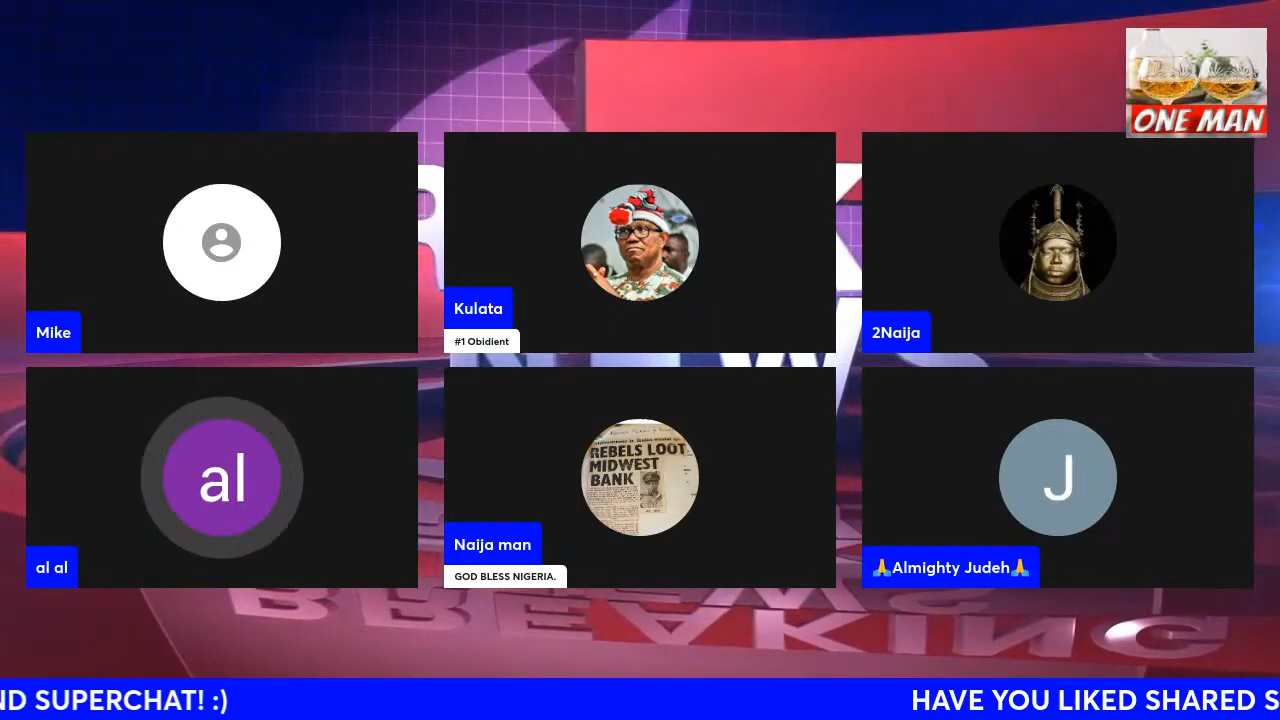 ONE MAN
Mike
Kulata
#1 Obidient
2Naija
al
al al
REBELS LOOT
MIDWEST
BANK
Naija man
GOD BLESS NIGERIA.
J
🙏Almighty Judeh🙏
BREAKING
ND SUPERCHAT! :)
HAVE YOU LIKED SHARED S